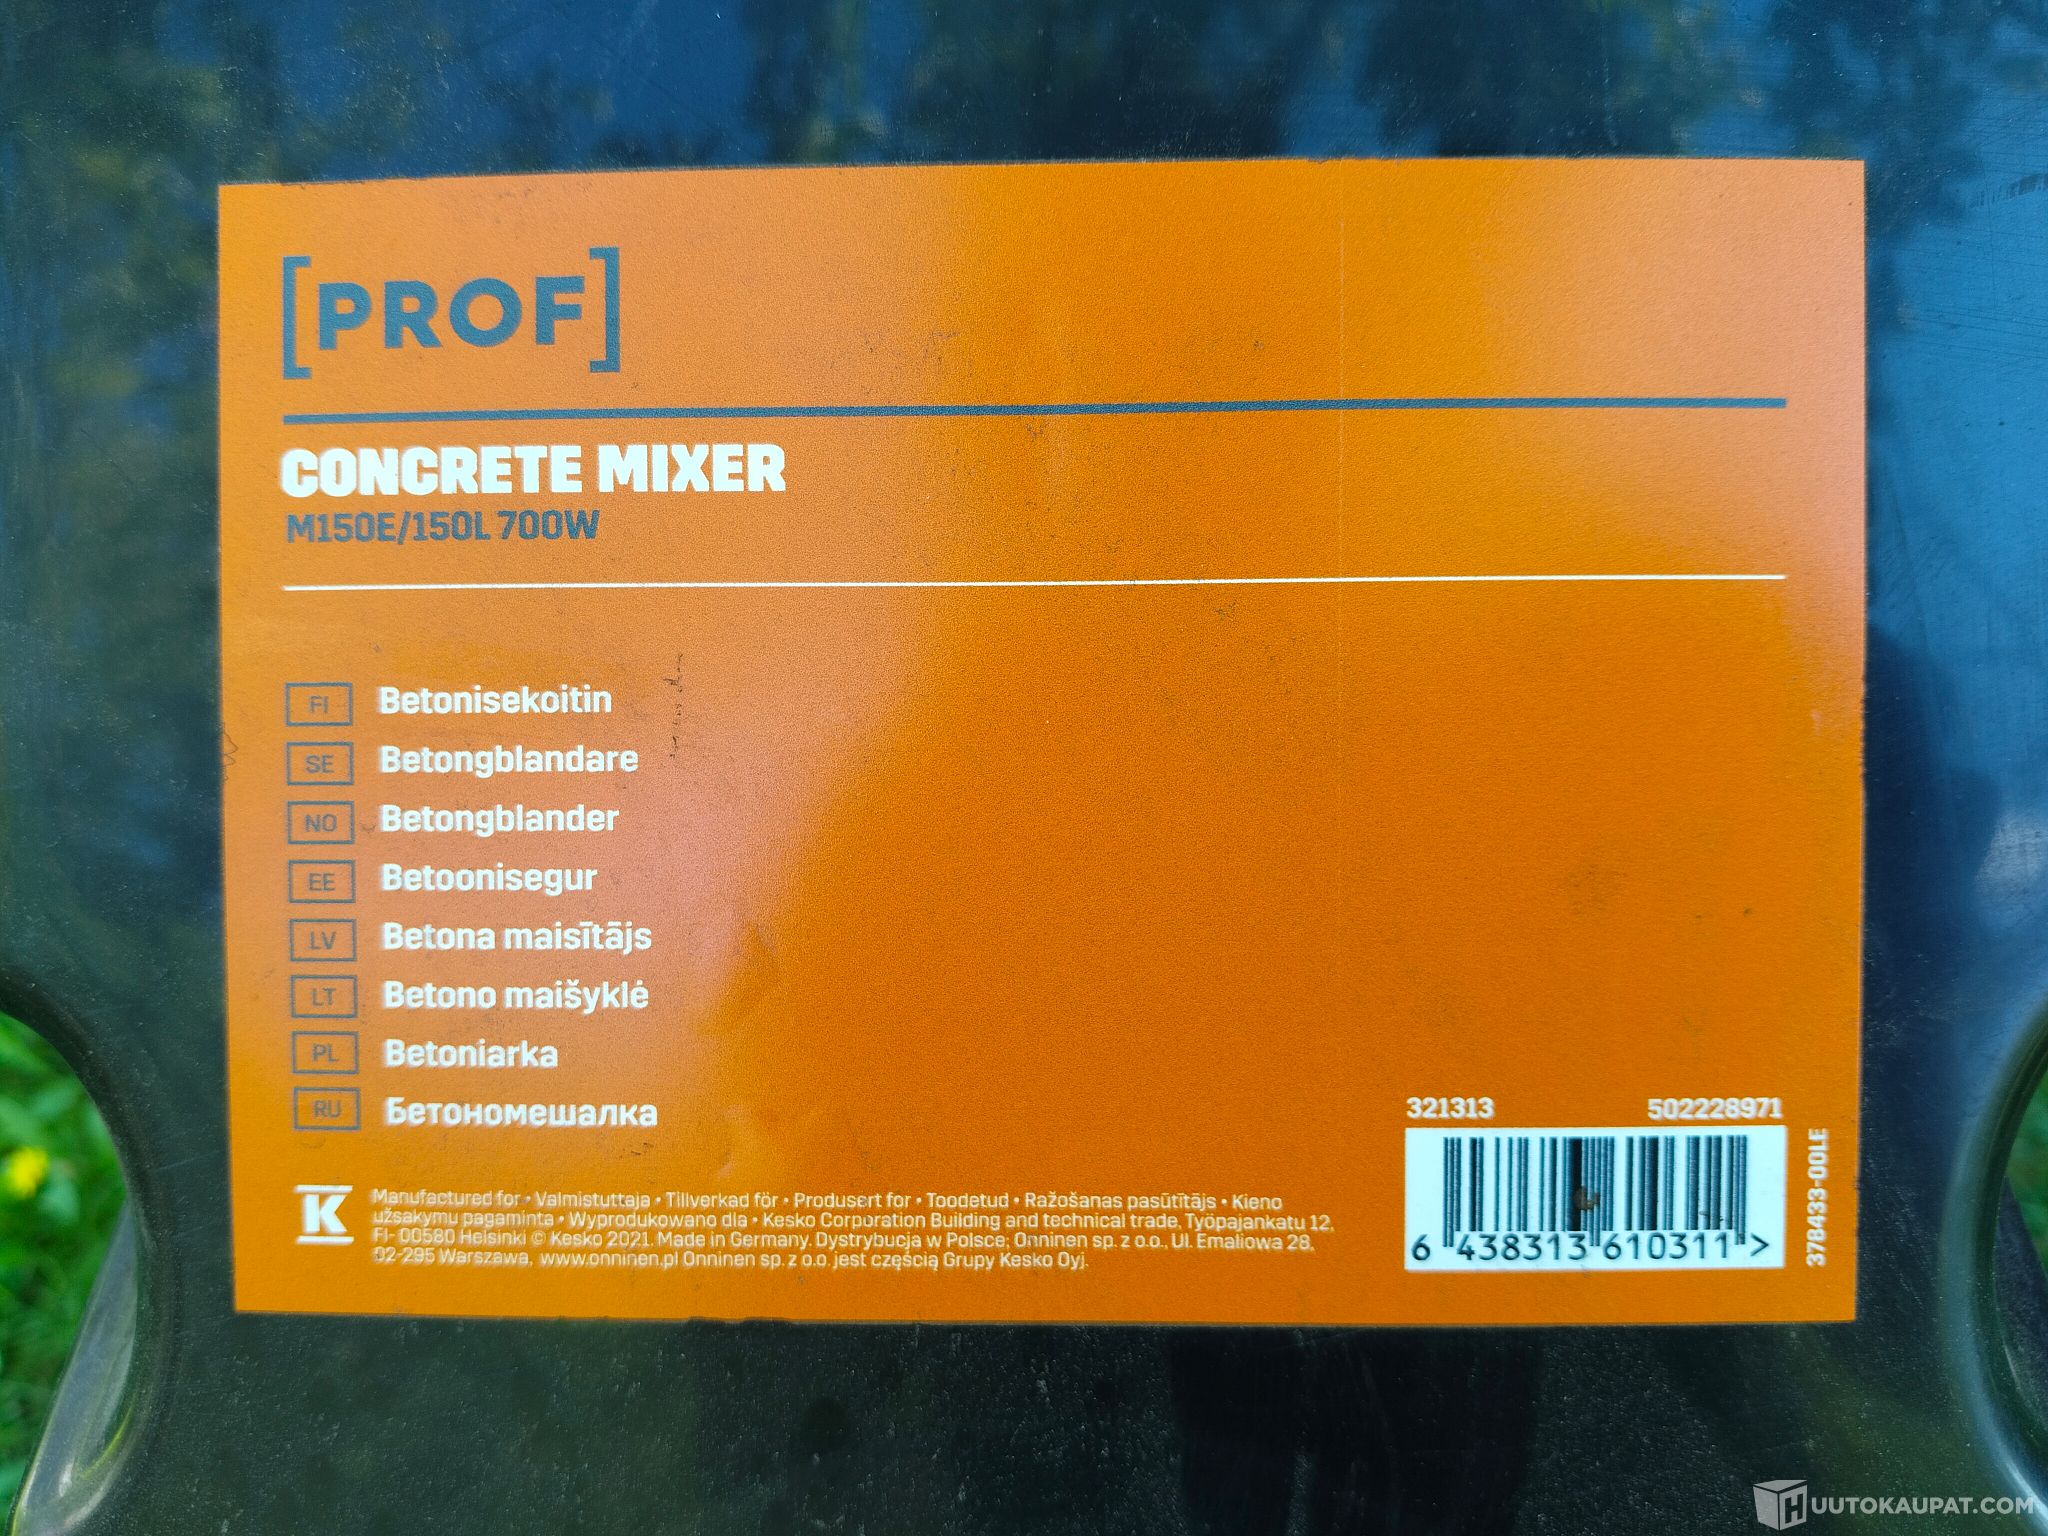 [PROF]
CONCRETE MIXER
M150E/150L 700W
FI Betonisekoitin
SE Betongblandare
NO Betongblander
EE Betoonisegur
LV Betona maisītājs
LT Betono maišyklė
PL Betoniarka
RU Бетономешалка
321313 502228971
6 438313 610311 >
378433-00LE
K
Manufactured for • Valmistuttaja • Tillverkad för • Produsert for • Toodetud • Ražošanas pasūtītājs • Kieno
užsakymu pagaminta • Wyprodukowano dla • Kesko Corporation Building and technical trade, Työpajankatu 12,
FI- 00580 Helsinki © Kesko 2021. Made in Germany. Dystrybucja w Polsce; Onninen sp. z o.o., Ul. Emaliowa 28,
02-295 Warszawa, www.onninen.pl Onninen sp. z o.o. jest częścią Grupy Kesko Oyj.
HUUTOKAUPAT.COM